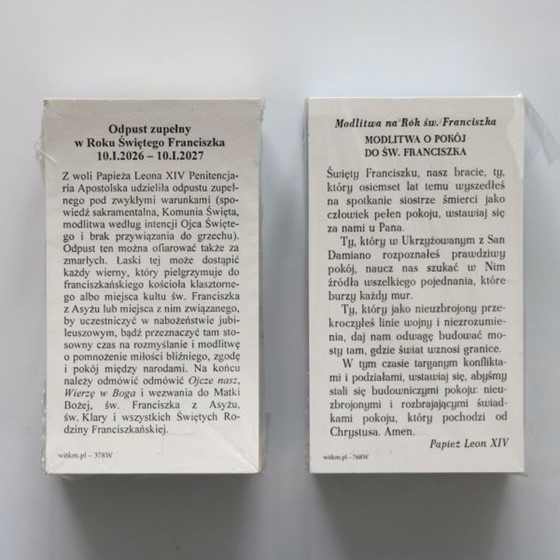 Odpust zupełny
w Roku Świętego Franciszka
10.I.2026 – 10.I.2027
Z woli Papieża Leona XIV Penitencja-
ria Apostolska udzieliła odpustu zupeł-
nego pod zwykłymi warunkami (spo-
wiedź sakramentalna, Komunia Święta,
modlitwa według intencji Ojca Święte-
go i brak przywiązania do grzechu).
Odpust ten można ofiarować także za
zmarłych. Łaski tej może dostąpić
każdy wierny, który pielgrzymuje do
franciszkańskiego kościoła klasztorne-
go albo miejsca kultu św. Franciszka
z Asyżu lub miejsca z nim związanego,
by uczestniczyć w nabożeństwie jubi-
leuszowym, bądź przeznaczy tam sto-
sowny czas na rozmyślanie i modlitwę
o pomnożenie miłości bliźniego, zgodę
i pokój między narodami. Na końcu
należy odmówić odmówić Ojcze nasz,
Wierzę w Boga i wezwania do Matki
Bożej, św. Franciszka z Asyżu,
św. Klary i wszystkich Świętych Ro-
dziny Franciszkańskiej.
witkm.pl – 378W
Modlitwa na Rok św. Franciszka
MODLITWA O POKÓJ
DO ŚW. FRANCISZKA
Święty Franciszku, nasz bracie, ty,
który osiemset lat temu wyszedłeś
na spotkanie siostrze śmierci jako
człowiek pełen pokoju, wstawiaj się
za nami u Pana.
Ty, który w Ukrzyżowanym z San
Damiano rozpoznałeś prawdziwy
pokój, naucz nas szukać w Nim
źródła wszelkiego pojednania, które
burzy każdy mur.
Ty, który jako nieuzbrojony prze-
kroczyłeś linie wojny i niezrozumie-
nia, daj nam odwagę budować mo-
sty tam, gdzie świat wznosi granice.
W tym czasie targanym konflikta-
mi i podziałami, wstawiaj się, abyśmy
stali się budowniczymi pokoju: nieu-
zbrojonymi i rozbrajającymi świad-
kami pokoju, który pochodzi od
Chrystusa. Amen.
Papież Leon XIV
witkm.pl – 768W